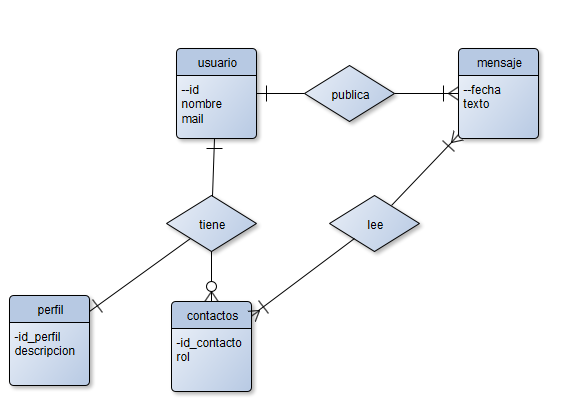 usuario
--id
nombre
mail
publica
mensaje
--fecha
texto
tiene
lee
perfil
-id_perfil
descripcion
contactos
-id_contacto
rol